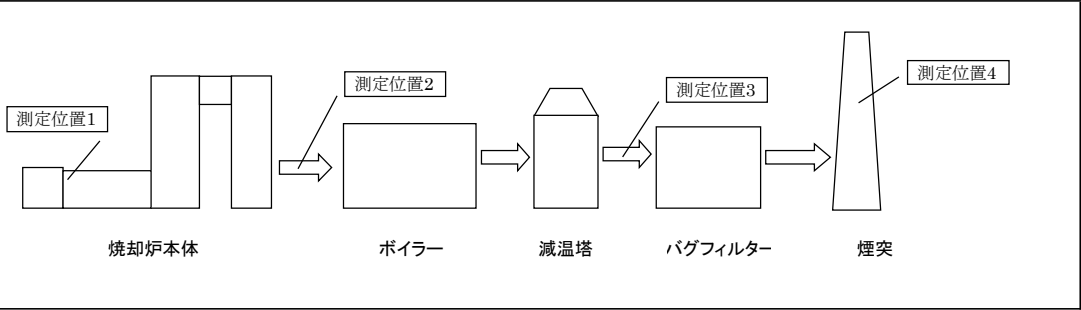 測定位置1
測定位置2
測定位置3
測定位置4
焼却炉本体
ボイラー
減温塔
バグフィルター
煙突